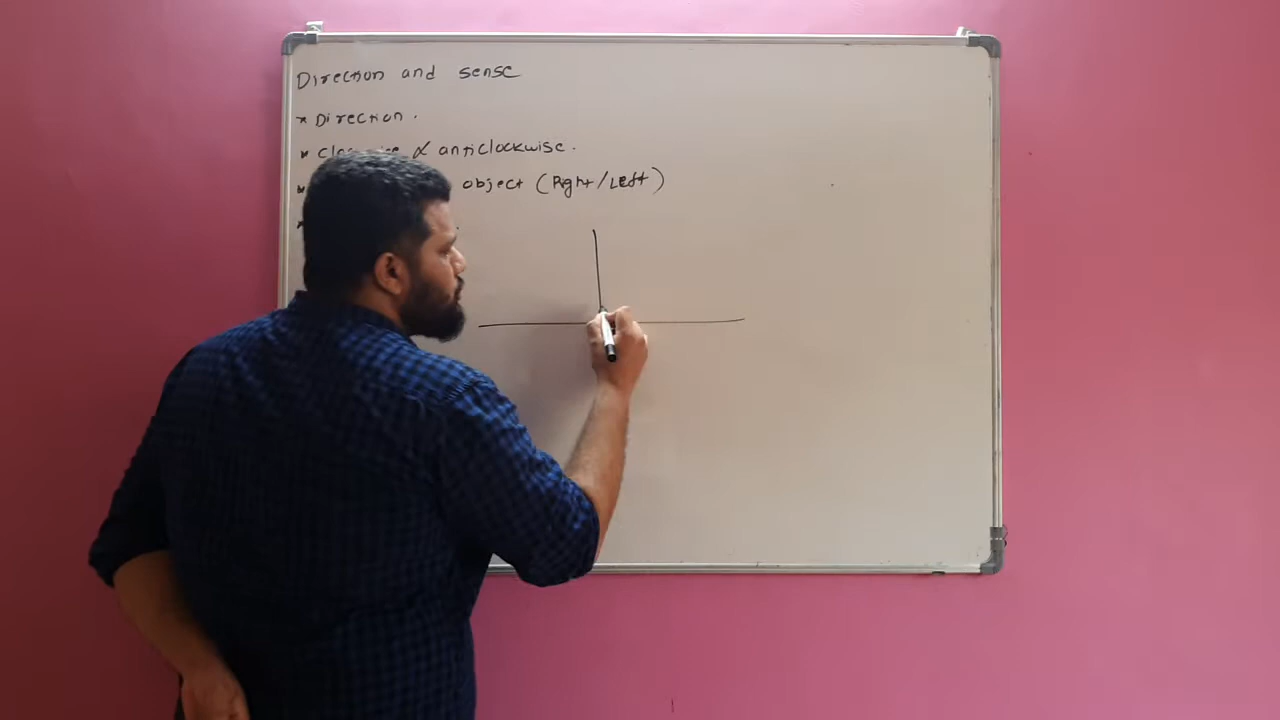 Direction and sense
* Direction.
* Clockwise & anticlockwise.
* object (Right/Left)
*